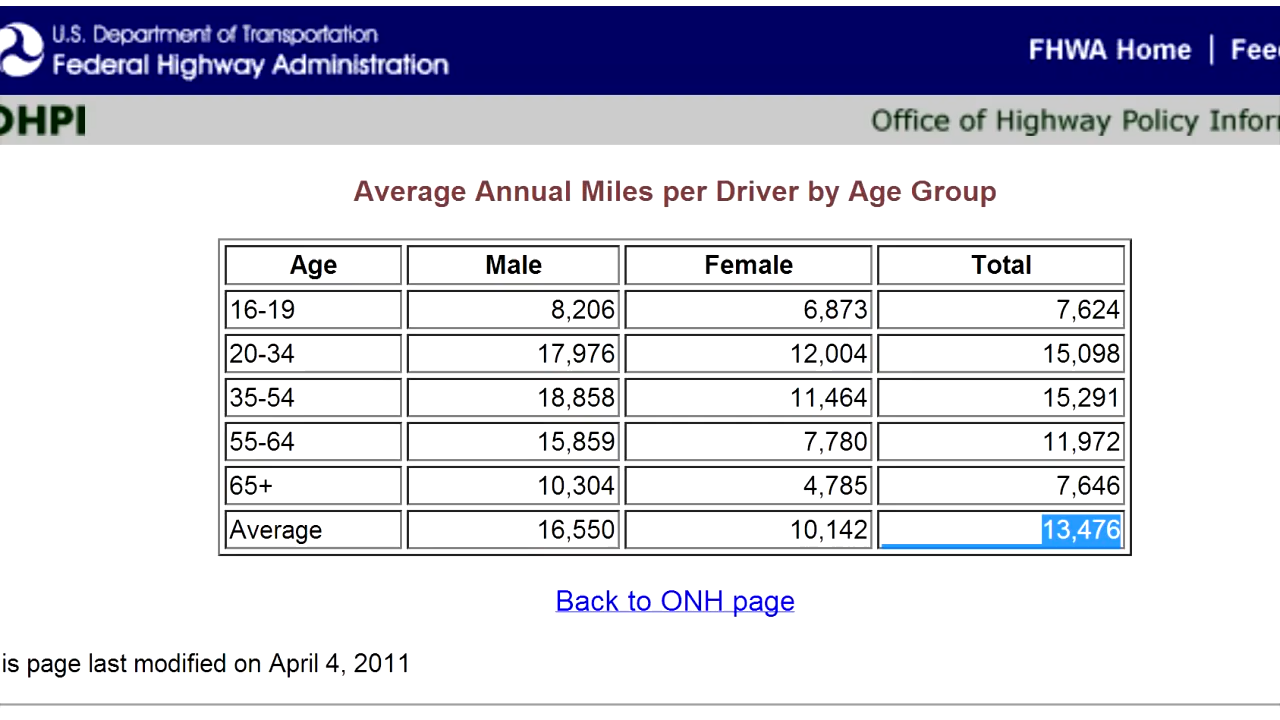 U.S. Department of Transportation
Federal Highway Administration
FHWA Home | Fee
OHPI
Office of Highway Policy Infor
Average Annual Miles per Driver by Age Group
Age Male Female Total
16-19 8,206 6,873 7,624
20-34 17,976 12,004 15,098
35-54 18,858 11,464 15,291
55-64 15,859 7,780 11,972
65+ 10,304 4,785 7,646
Average 16,550 10,142 13,476
Back to ONH page
is page last modified on April 4, 2011